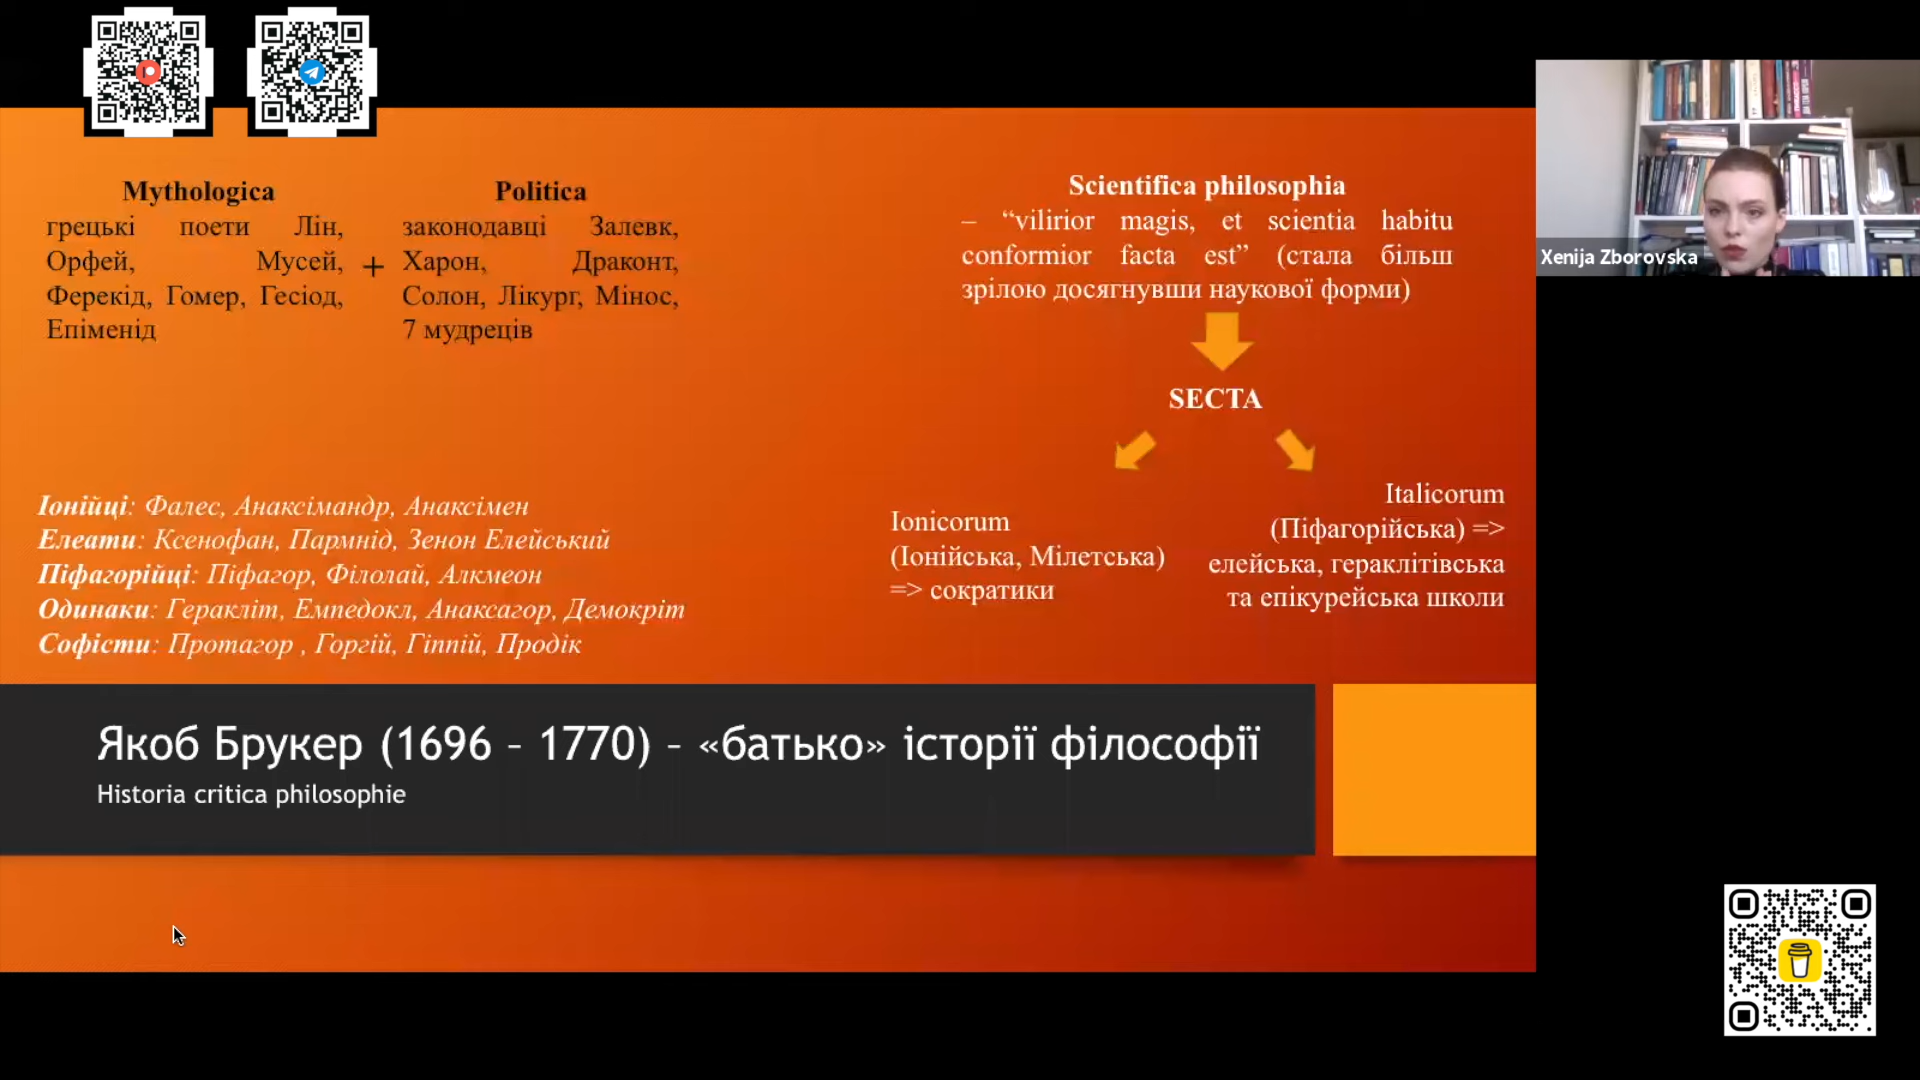 Mythologica
грецькі поети Лін,
Орфей, Мусей,
Ферекід, Гомер, Гесіод,
Епіменід
+
Politica
законодавці Залевк,
Харон, Драконт,
Солон, Лікург, Мінос,
7 мудреців
Scientifica philosophia
– “vilirior magis, et scientia habitu
conformior facta est” (стала більш
зрілою досягнувши наукової форми)
SECTA
Ionicorum
(Іонійська, Мілетська)
=> сократики
Italicorum
(Піфагорійська) =>
елейська, гераклітівська
та епікурейська школи
Іонійці: Фалес, Анаксімандр, Анаксімен
Елеати: Ксенофан, Пармнід, Зенон Елейський
Піфагорійці: Піфагор, Філолай, Алкмеон
Одинаки: Геракліт, Емпедокл, Анаксагор, Демокріт
Софісти: Протагор , Горгій, Гіппій, Продік
Якоб Брукер (1696 – 1770) – «батько» історії філософії
Historia critica philosophie
Xenija Zborovska